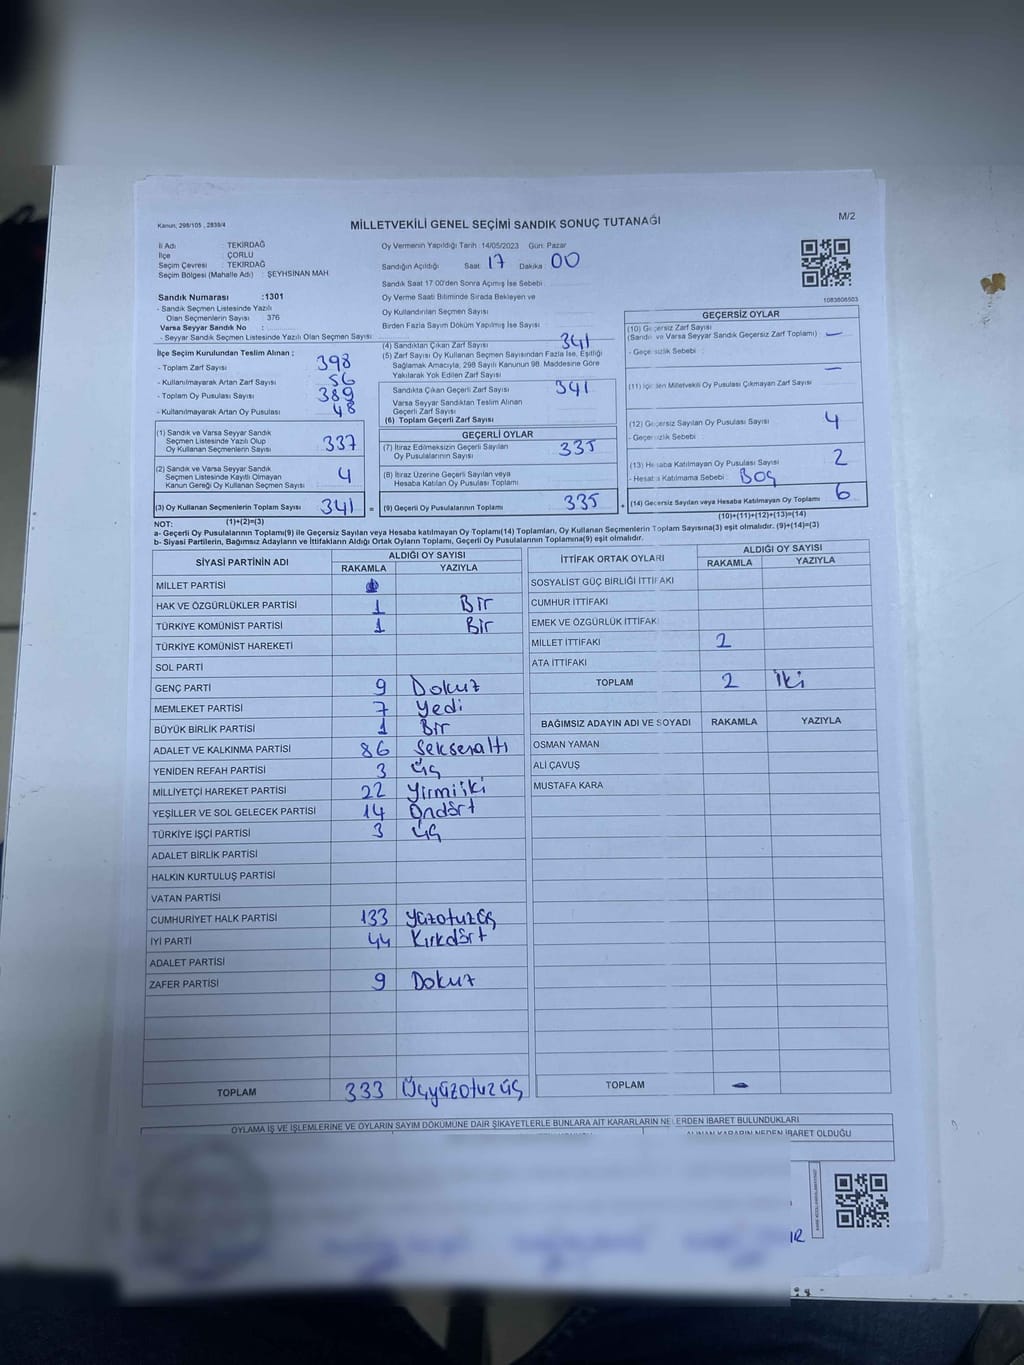 Kanun, 298/105 , 2839/4
MİLLETVEKİLİ GENEL SEÇİMİ SANDIK SONUÇ TUTANAĞI
M/2
İl Adı TEKİRDAĞ
İlçe ÇORLU
Seçim Çevresi TEKİRDAĞ
Seçim Bölgesi (Mahalle Adı) : ŞEYHSİNAN MAH.
Sandık Numarası :1301
- Sandık Seçmen Listesinde Yazılı
Olan Seçmenlerin Sayısı : 376
Varsa Seyyar Sandık No :
- Seyyar Sandık Seçmen Listesinde Yazılı Olan Seçmen Sayısı
İlçe Seçim Kurulundan Teslim Alınan ;
- Toplam Zarf Sayısı 398
- Kullanılmayarak Artan Zarf Sayısı 56
- Toplam Oy Pusulası Sayısı 389
- Kullanılmayarak Artan Oy Pusulası 48
(1) Sandık ve Varsa Seyyar Sandık
Seçmen Listesinde Yazılı Olup
Oy Kullanan Seçmenlerin Sayısı 337
(2) Sandık ve Varsa Seyyar Sandık
Seçmen Listesinde Kayıtlı Olmayan
Kanun Gereği Oy Kullanan Seçmen Sayısı 4
(3) Oy Kullanan Seçmenlerin Toplam Sayısı 341 =
(1)+(2)=(3)
Oy Vermenin Yapıldığı Tarih :14/05/2023 Gün: Pazar
Sandığın Açıldığı Saat 17 Dakika : 00
Sandık Saat 17 00'den Sonra Açımış İse Sebebi
Oy Verme Saati Bitiminde Sırada Bekleyen ve
Oy Kullandırılan Seçmen Sayısı
Birden Fazla Sayım Döküm Yapılmış İse Sayısı
(4) Sandıktan Çıkan Zarf Sayısı 341
(5) Zarf Sayısı Oy Kullanan Seçmen Sayısından Fazla İse, Eşitliği
Sağlamak Amacıyla, 298 Sayılı Kanunun 98. Maddesine Göre
Yakılarak Yok Edilen Zarf Sayısı
Sandıkta Çıkan Geçerli Zarf Sayısı 341
Varsa Seyyar Sandıktan Teslim Alınan
Geçerli Zarf Sayısı
(6) Toplam Geçerli Zarf Sayısı
GEÇERLİ OYLAR
(7) İtiraz Edilmeksizin Geçerli Sayılan 335
Oy Pusulalarının Sayısı
(8) İtiraz Üzerine Geçerli Sayılan veya
Hesaba Katılan Oy Pusulası Toplamı
(9) Geçerli Oy Pusulalarının Toplamı 335 +
1083808503
GEÇERSİZ OYLAR
(10) Geçersiz Zarf Sayısı
(Sandık ve Varsa Seyyar Sandık Geçersiz Zarf Toplamı) —
- Geçersizlik Sebebi
—
(11) İçinden Milletvekili Oy Pusulası Çıkmayan Zarf Sayısı
(12) Geçersiz Sayılan Oy Pusulası Sayısı 4
- Geçersizlik Sebebi
(13) Hesaba Katılmayan Oy Pusulası Sayısı 2
- Hesaba Katılmama Sebebi : Boş
(14) Geçersiz Sayılan veya Hesaba Katılmayan Oy Toplamı 6
(10)+(11)+(12)+(13)=(14)
NOT:
a- Geçerli Oy Pusulalarının Toplamı(9) ile Geçersiz Sayılan veya Hesaba katılmayan Oy Toplamı(14) Toplamları, Oy Kullanan Seçmenlerin Toplam Sayısına(3) eşit olmalıdır. (9)+(14)=(3)
b- Siyasi Partilerin, Bağımsız Adayların ve İttifakların Aldığı Ortak Oyların Toplamı, Geçerli Oy Pusulalarının Toplamına(9) eşit olmalıdır.
SİYASİ PARTİNİN ADI ALDIĞI OY SAYISI
RAKAMLA YAZIYLA
MİLLET PARTİSİ
HAK VE ÖZGÜRLÜKLER PARTİSİ 1 Bir
TÜRKİYE KOMÜNİST PARTİSİ 1 Bir
TÜRKİYE KOMÜNİST HAREKETİ
SOL PARTİ
GENÇ PARTİ 9 Dokuz
MEMLEKET PARTİSİ 7 Yedi
BÜYÜK BİRLİK PARTİSİ 1 Bir
ADALET VE KALKINMA PARTİSİ 86 Seksenaltı
YENİDEN REFAH PARTİSİ 3 Üç
MİLLİYETÇİ HAREKET PARTİSİ 22 Yirmiiki
YEŞİLLER VE SOL GELECEK PARTİSİ 14 Ondört
TÜRKİYE İŞÇİ PARTİSİ 3 Üç
ADALET BİRLİK PARTİSİ
HALKIN KURTULUŞ PARTİSİ
VATAN PARTİSİ
CUMHURİYET HALK PARTİSİ 133 Yüzotuzüç
İYİ PARTİ 44 Kırkdört
ADALET PARTİSİ
ZAFER PARTİSİ 9 Dokuz
TOPLAM 333 Üçyüzotuzüç
İTTİFAK ORTAK OYLARI ALDIĞI OY SAYISI
RAKAMLA YAZIYLA
SOSYALİST GÜÇ BİRLİĞİ İTTİFAKI
CUMHUR İTTİFAKI
EMEK VE ÖZGÜRLÜK İTTİFAKI
MİLLET İTTİFAKI 2
ATA İTTİFAKI
TOPLAM 2 İki
BAĞIMSIZ ADAYIN ADI VE SOYADI RAKAMLA YAZIYLA
OSMAN YAMAN
ALİ ÇAVUŞ
MUSTAFA KARA
TOPLAM -
OYLAMA İŞ VE İŞLEMLERİNE VE OYLARIN SAYIM DÖKÜMÜNE DAİR ŞİKAYETLERLE BUNLARA AİT KARARLARIN NELERDEN İBARET BULUNDUKLARI
ALINAN KARARIN NEDEN İBARET OLDUĞU